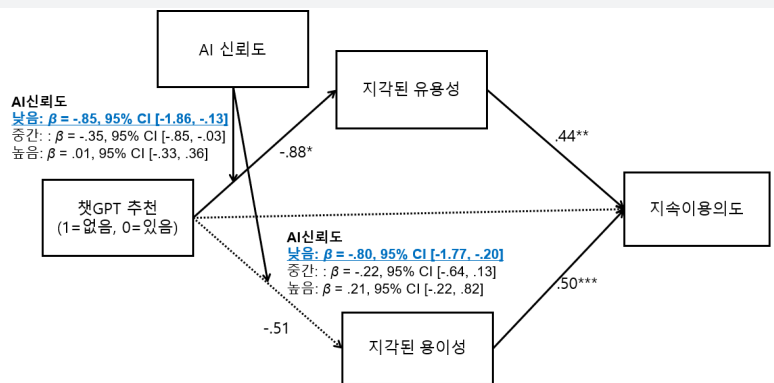 AI 신뢰도
지각된 유용성
AI신뢰도
낮음: β = -.85, 95% CI [-1.86, -.13]
중간: : β = -.35, 95% CI [-.85, -.03]
높음: β = .01, 95% CI [-.33, .36]
-.88*
.44**
챗GPT 추천
(1=없음, 0=있음)
지속이용의도
AI신뢰도
낮음: β = -.80, 95% CI [-1.77, -.20]
중간: : β = -.22, 95% CI [-.64, .13]
높음: β = .21, 95% CI [-.22, .82]
.50***
-.51
지각된 용이성